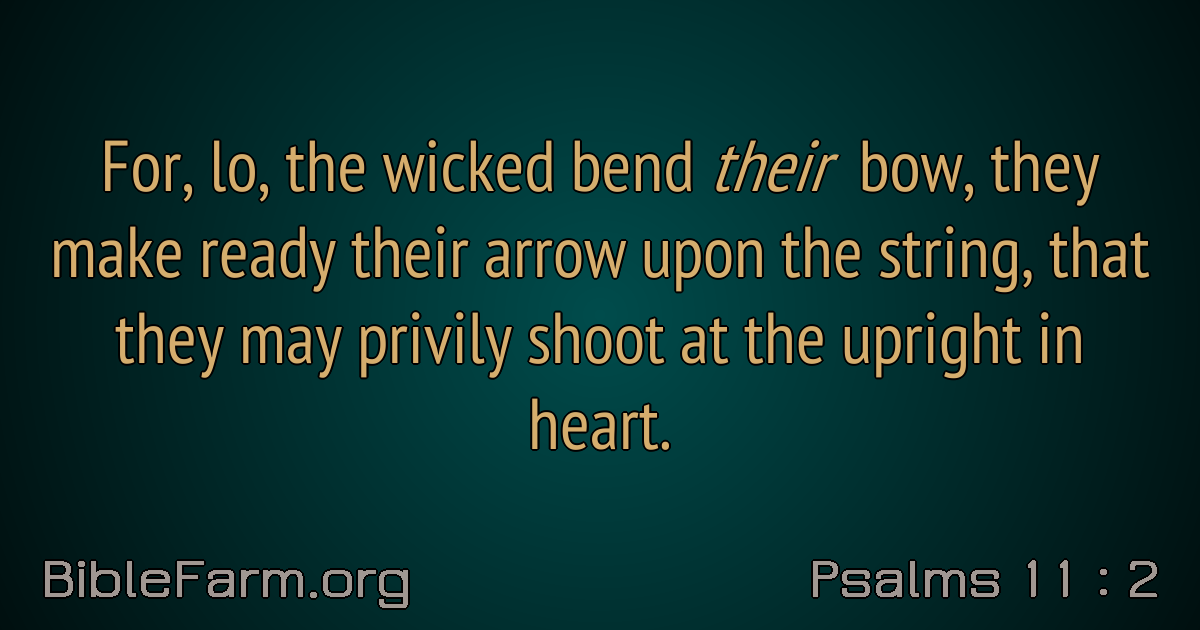 For, lo, the wicked bend their bow, they
make ready their arrow upon the string, that
they may privily shoot at the upright in
heart.
BibleFarm.org
Psalms 11 : 2